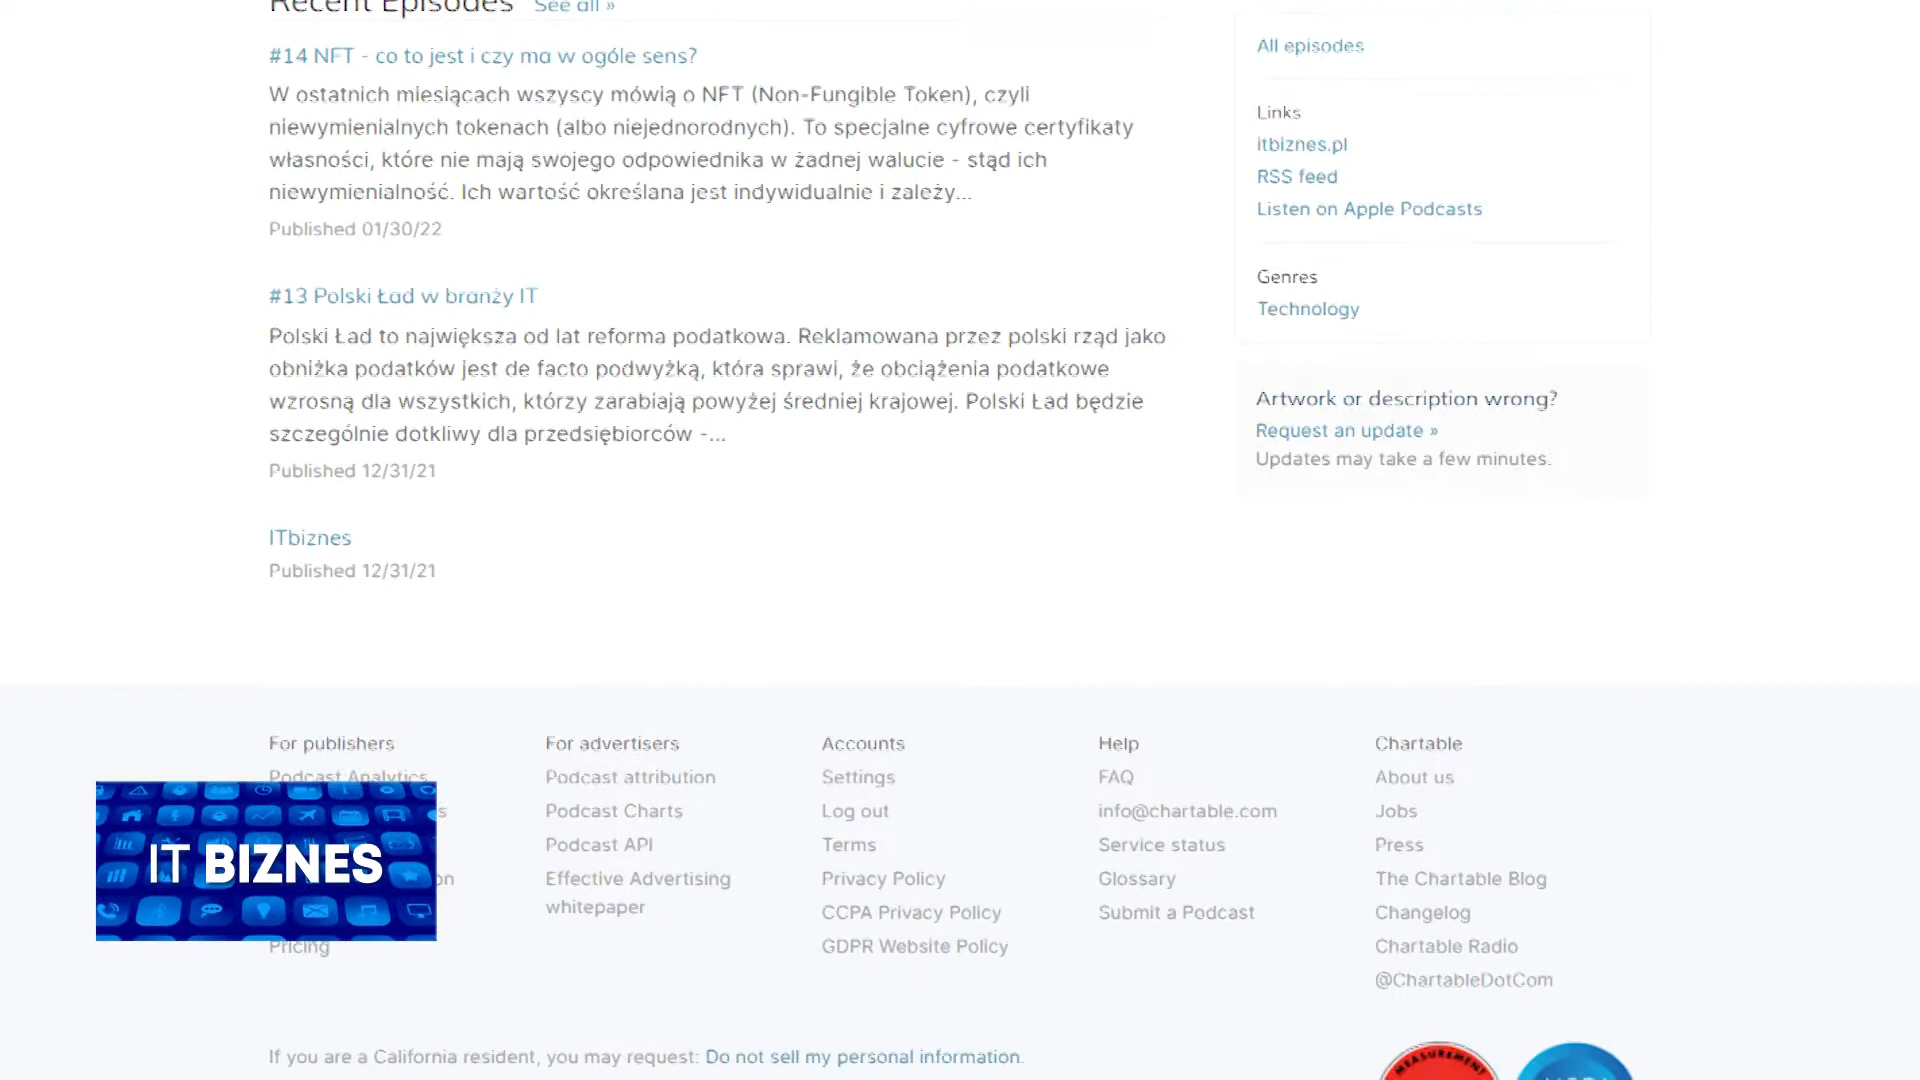 Recent Episodes See all »
#14 NFT - co to jest i czy ma w ogóle sens?
W ostatnich miesiącach wszyscy mówią o NFT (Non-Fungible Token), czyli
niewymienialnych tokenach (albo niejednorodnych). To specjalne cyfrowe certyfikaty
własności, które nie mają swojego odpowiednika w żadnej walucie - stąd ich
niewymienialność. Ich wartość określana jest indywidualnie i zależy...
Published 01/30/22
#13 Polski Ład w branży IT
Polski Ład to największa od lat reforma podatkowa. Reklamowana przez polski rząd jako
obniżka podatków jest de facto podwyżką, która sprawi, że obciążenia podatkowe
wzrosną dla wszystkich, którzy zarabiają powyżej średniej krajowej. Polski Ład będzie
szczególnie dotkliwy dla przedsiębiorców -...
Published 12/31/21
ITbiznes
Published 12/31/21
All episodes
Links
itbiznes.pl
RSS feed
Listen on Apple Podcasts
Genres
Technology
Artwork or description wrong?
Request an update »
Updates may take a few minutes.
For publishers
Podcast Analytics
Pricing
IT BIZNES
For advertisers
Podcast attribution
Podcast Charts
Podcast API
Effective Advertising
whitepaper
Accounts
Settings
Log out
Terms
Privacy Policy
CCPA Privacy Policy
GDPR Website Policy
Help
FAQ
info@chartable.com
Service status
Glossary
Submit a Podcast
Chartable
About us
Jobs
Press
The Chartable Blog
Changelog
Chartable Radio
@ChartableDotCom
If you are a California resident, you may request: Do not sell my personal information.
MEASUREMENT